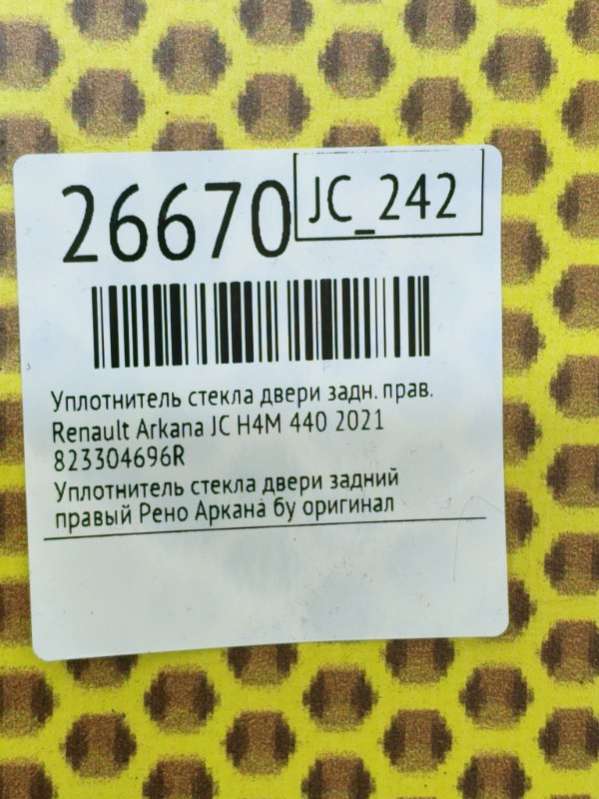 26670 JC_242
Уплотнитель стекла двери задн. прав.
Renault Arkana JC H4M 440 2021
823304696R
Уплотнитель стекла двери задний
правый Рено Аркана бу оригинал